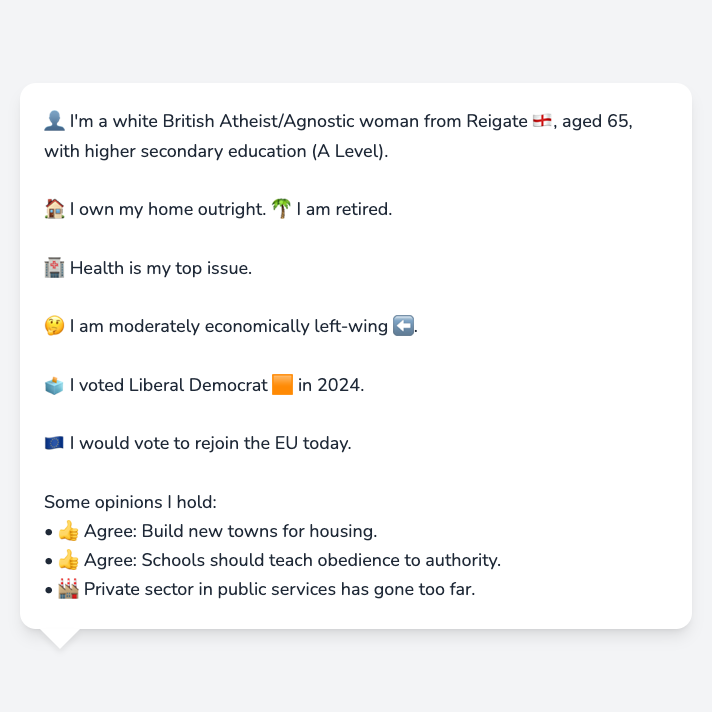 👤 I'm a white British Atheist/Agnostic woman from Reigate 🏴󠁧󠁢󠁥󠁮󠁧󠁿, aged 65,
with higher secondary education (A Level).
🏠 I own my home outright. 🌴 I am retired.
🏥 Health is my top issue.
🤔 I am moderately economically left-wing ⬅️.
🗳️ I voted Liberal Democrat 🟧 in 2024.
🇪🇺 I would vote to rejoin the EU today.
Some opinions I hold:
• 👍 Agree: Build new towns for housing.
• 👍 Agree: Schools should teach obedience to authority.
• 🏭 Private sector in public services has gone too far.